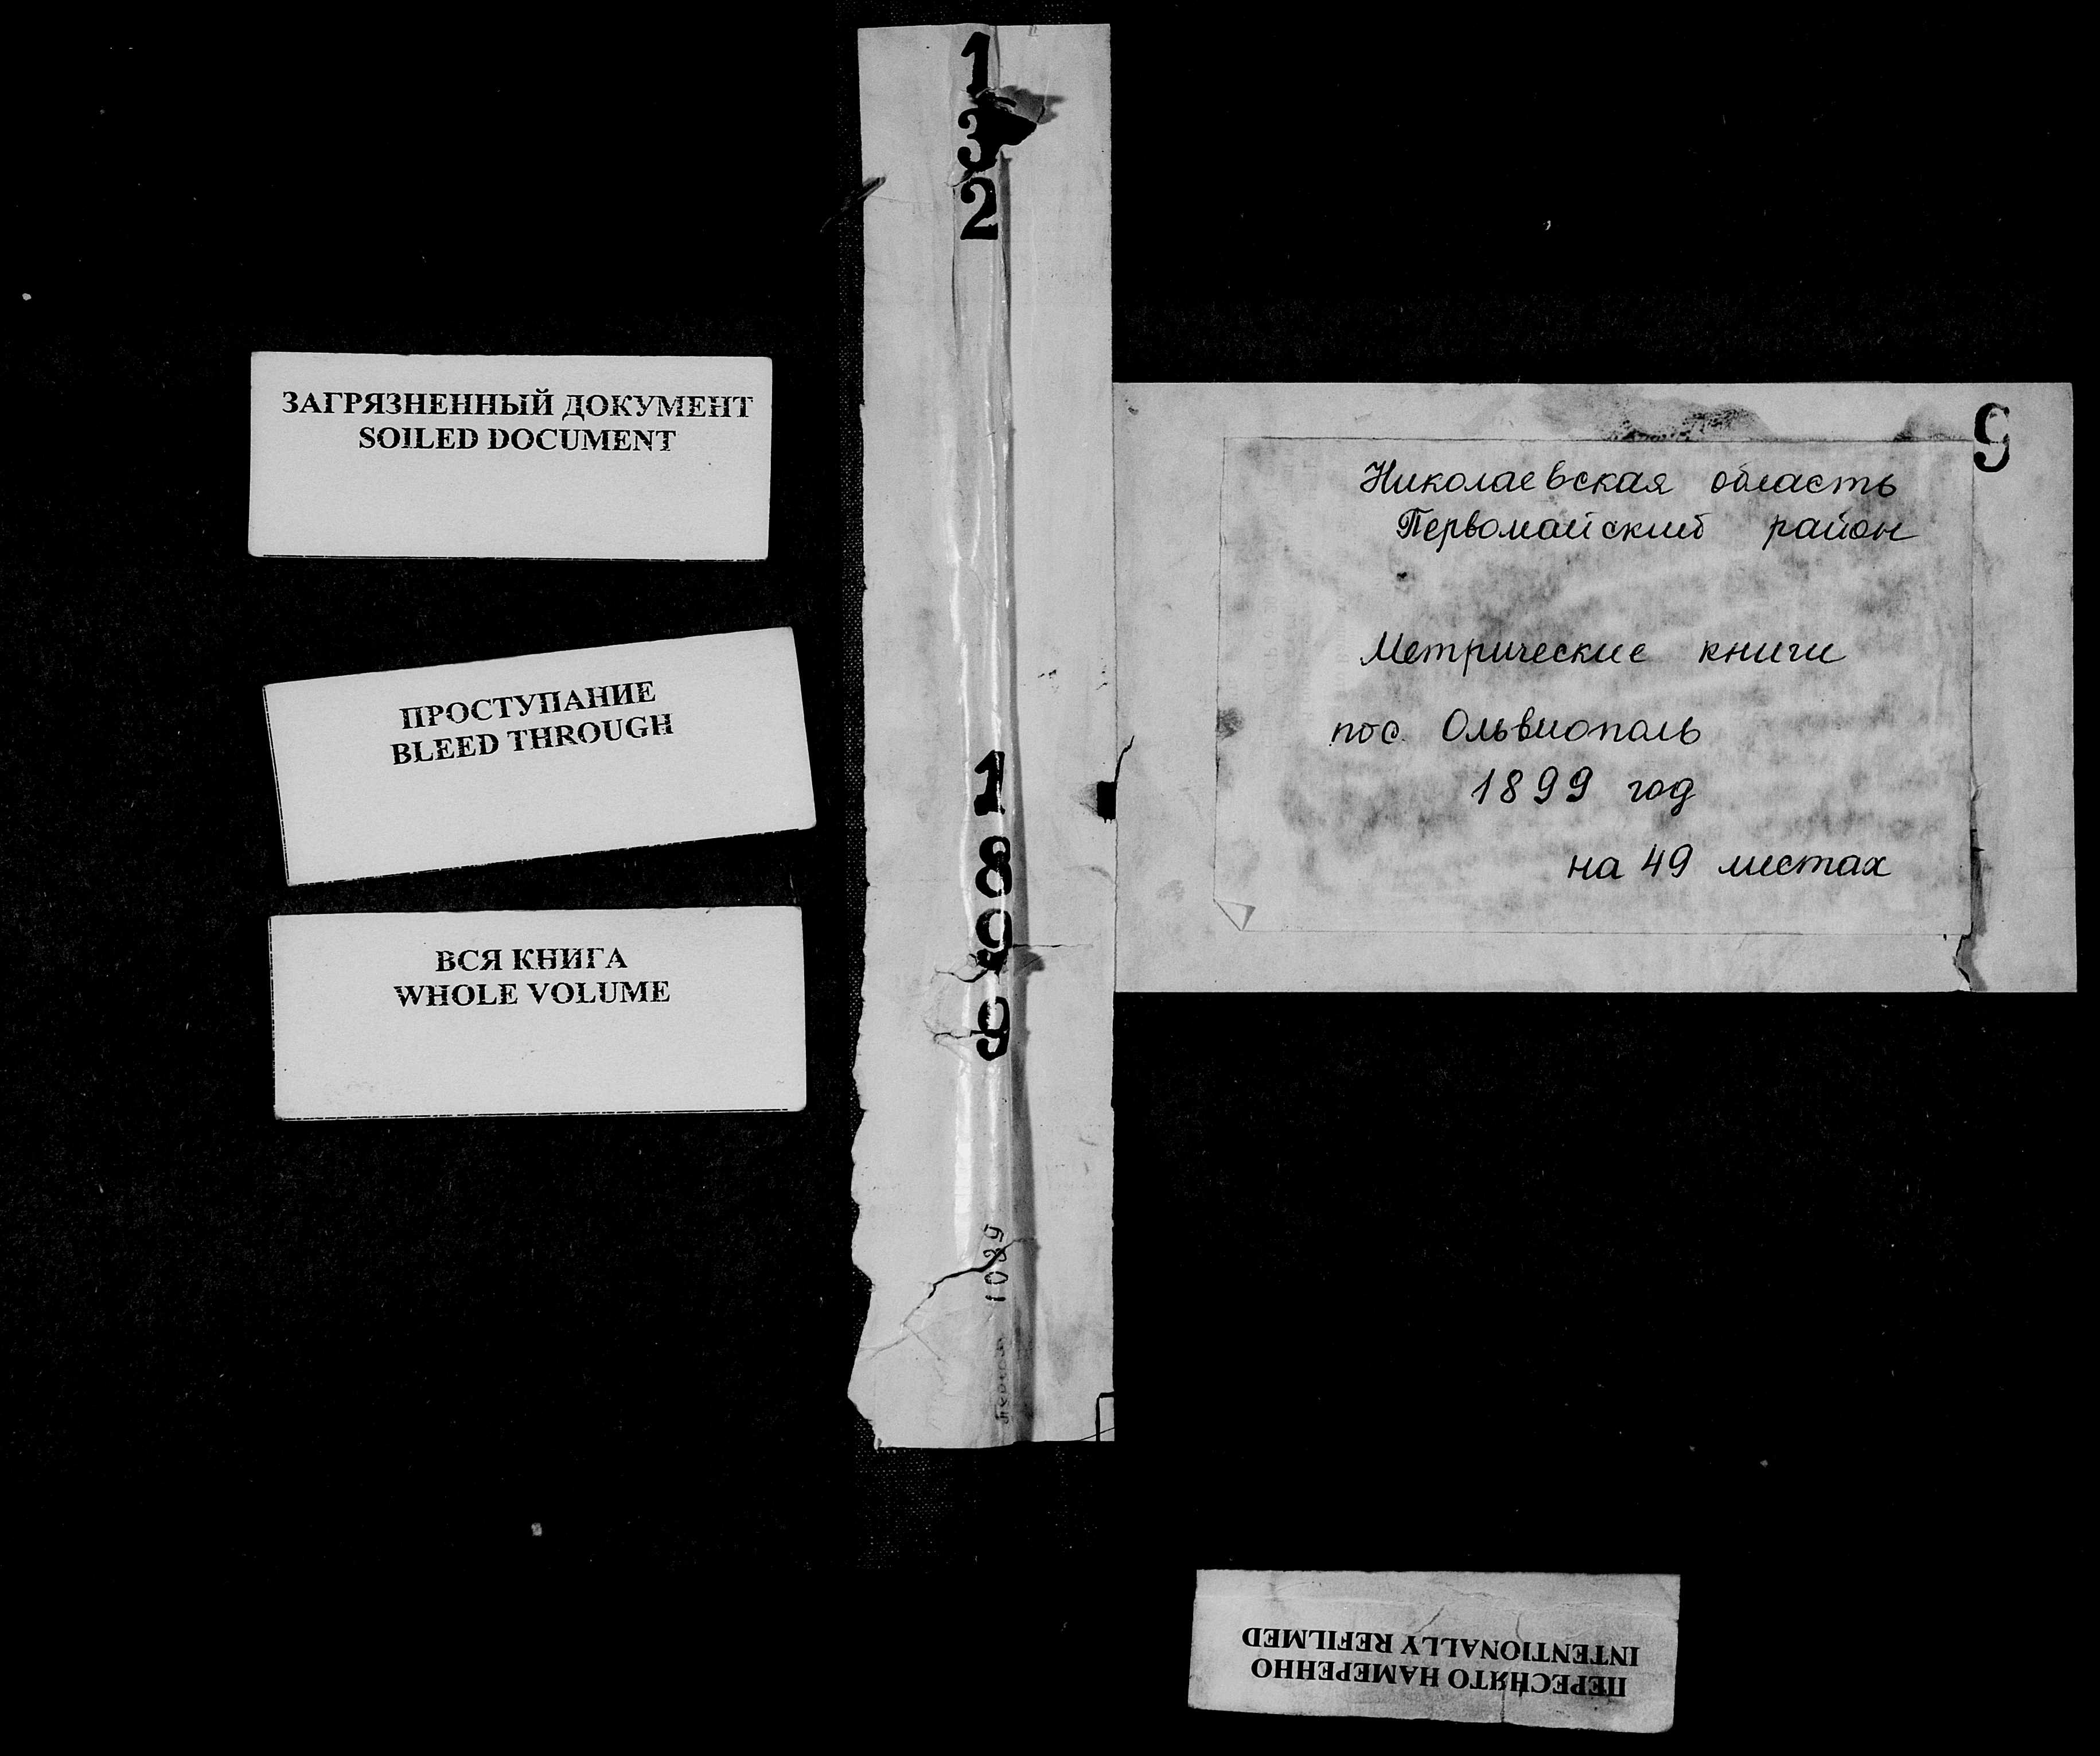 ЗАГРЯЗНЕННЫЙ ДОКУМЕНТ
SOILED DOCUMENT
ПРОСТУПАНИЕ
BLEED THROUGH
ВСЯ КНИГА
WHOLE VOLUME
1
3
2
1
8
9
9
1089
9
Николаевская область
Первомайский район
Метрические книги
пос. Ольвиополь
1899 год
на 49 листах
ПЕРЕСНЯТО НАМЕРЕННО
INTENTIONALLY REFILMED